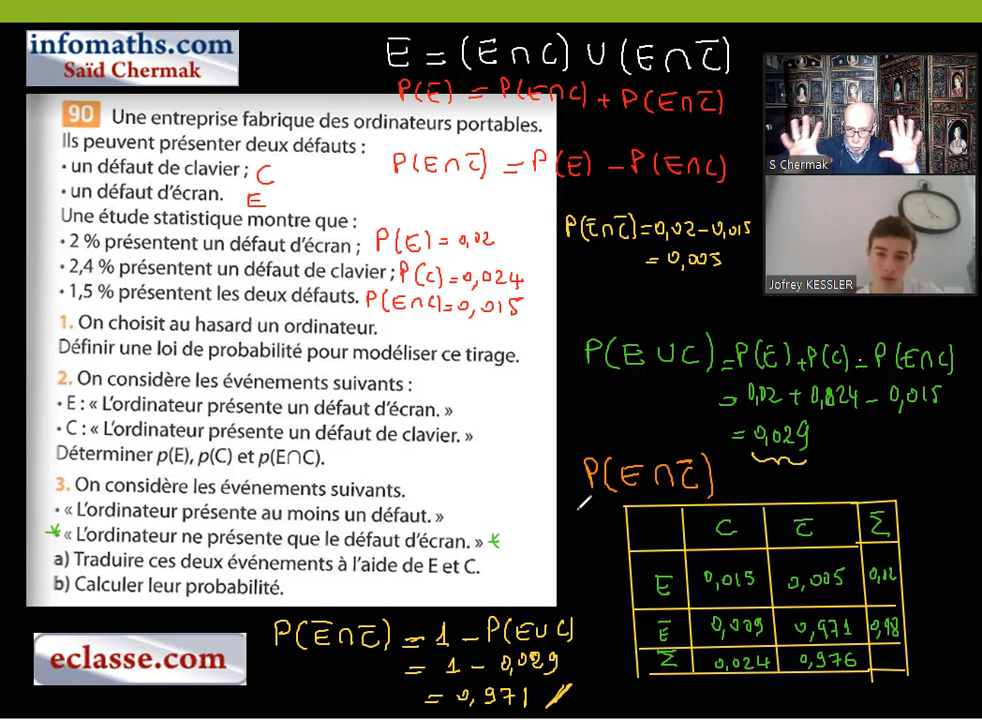 infomaths.com
Saïd Chermak
E = (E∩C) ∪ (E∩C̅)
P(E) = P(E∩C) + P(E∩C̅)
P(E∩C̅) = P(E) - P(E∩C)
P(E∩C̅)=0,02-0,015
= 0,005
S Chermak
Jofrey KESSLER
90 Une entreprise fabrique des ordinateurs portables.
Ils peuvent présenter deux défauts :
• un défaut de clavier ; C
• un défaut d'écran. E
Une étude statistique montre que :
• 2 % présentent un défaut d'écran ; P(E) = 0,02
• 2,4 % présentent un défaut de clavier ; P(C)=0,024
• 1,5 % présentent les deux défauts. P(E∩C)=0,015
1. On choisit au hasard un ordinateur.
Définir une loi de probabilité pour modéliser ce tirage.
2. On considère les événements suivants :
• E : « L'ordinateur présente un défaut d'écran. »
• C : « L'ordinateur présente un défaut de clavier. »
Déterminer p(E), p(C) et p(E∩C).
3. On considère les événements suivants.
• « L'ordinateur présente au moins un défaut. »
* « L'ordinateur ne présente que le défaut d'écran. » *
a) Traduire ces deux événements à l'aide de E et C.
b) Calculer leur probabilité.
P(E ∪ C) = P(E) + P(C) - P(E∩C)
= 0,02 + 0,024 - 0,015
= 0,029
P(E∩C̅)
C C̅ Σ
E 0,015 0,005 0,02
E̅ 0,009 0,971 0,98
Σ 0,024 0,976
eclasse.com
P(E̅∩C̅) = 1 - P(E∪C)
= 1 - 0,029
= 0,971